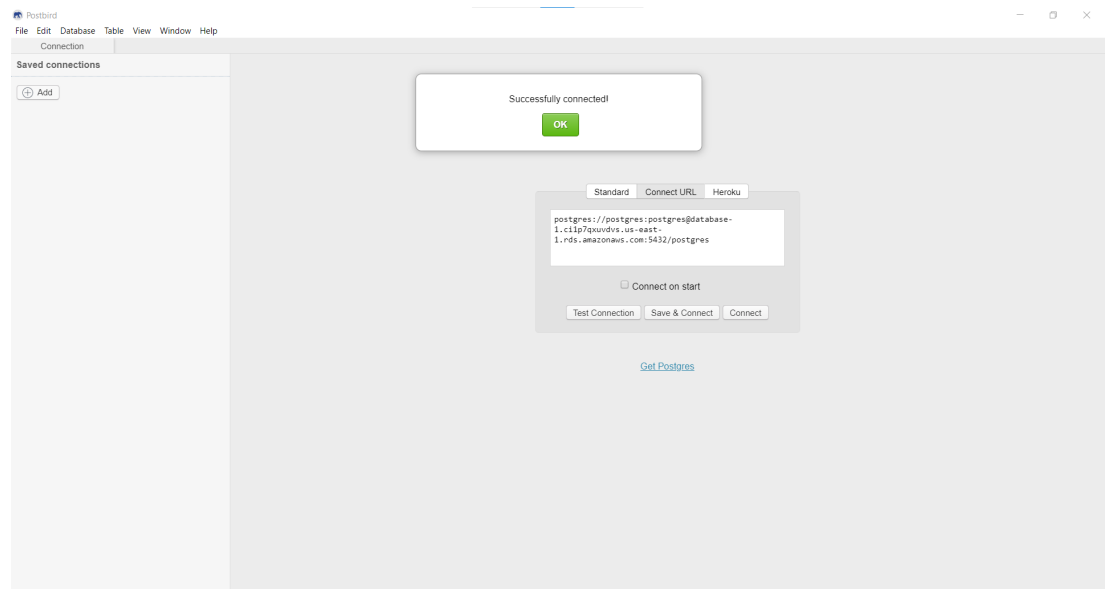 Postbird
File Edit Database Table View Window Help
Connection
Saved connections
Add
Successfully connected!
OK
Standard Connect URL Heroku
postgres://postgres:postgres@database-
1.ci1p7qxuvdvs.us-east-
1.rds.amazonaws.com:5432/postgres
Connect on start
Test Connection Save & Connect Connect
Get Postgres